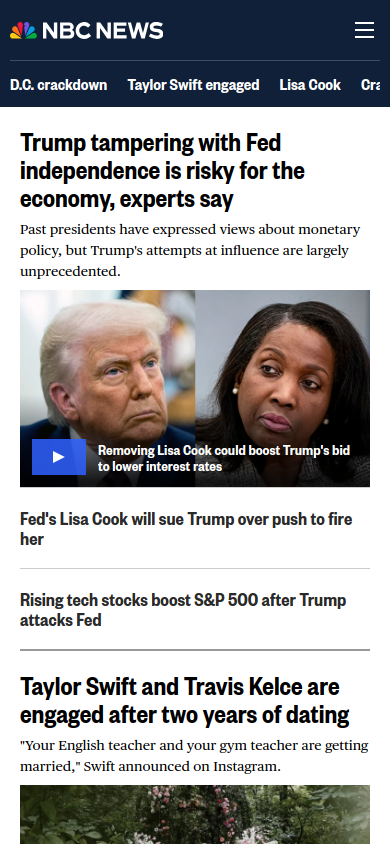 NBC NEWS
D.C. crackdown Taylor Swift engaged Lisa Cook Cra
Trump tampering with Fed
independence is risky for the
economy, experts say
Past presidents have expressed views about monetary
policy, but Trump's attempts at influence are largely
unprecedented.
Removing Lisa Cook could boost Trump's bid
to lower interest rates
Fed's Lisa Cook will sue Trump over push to fire
her
Rising tech stocks boost S&P 500 after Trump
attacks Fed
Taylor Swift and Travis Kelce are
engaged after two years of dating
"Your English teacher and your gym teacher are getting
married," Swift announced on Instagram.